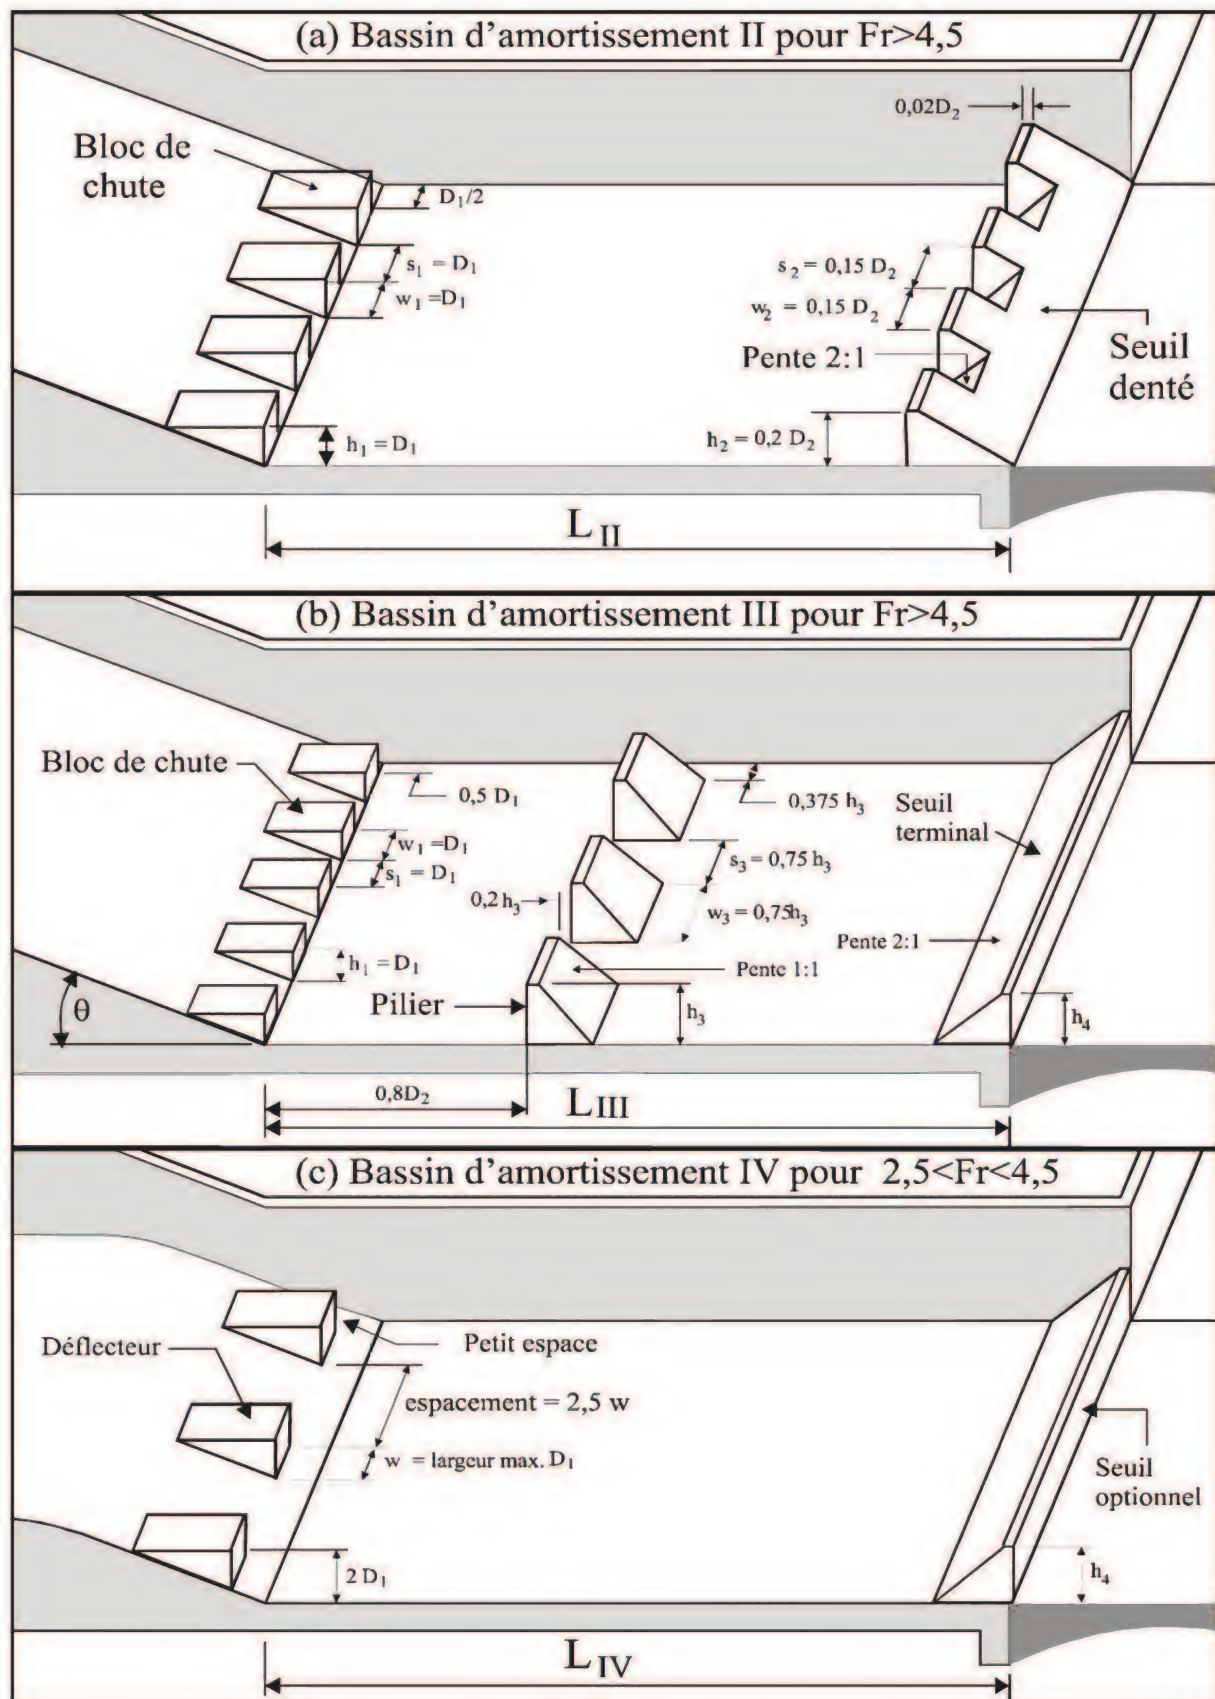 (a) Bassin d'amortissement II pour Fr>4,5
0,02D₂
Bloc de
chute
D₁/2
s₁ = D₁
w₁ =D₁
s₂ = 0,15 D₂
w₂ = 0,15 D₂
Pente 2:1
Seuil
denté
h₁ = D₁
h₂ = 0,2 D₂
L II
(b) Bassin d'amortissement III pour Fr>4,5
Bloc de chute
0,5 D₁
0,375 h₃
Seuil
terminal
w₁ =D₁
s₁ = D₁
s₃ = 0,75 h₃
0,2 h₃
w₃ = 0,75h₃
Pente 2:1
h₁ = D₁
Pente 1:1
θ
Pilier
h₃
h₄
0,8D₂
L III
(c) Bassin d'amortissement IV pour 2,5<Fr<4,5
Déflecteur
Petit espace
espacement = 2,5 w
w = largeur max. D₁
Seuil
optionnel
2 D₁
h₄
L IV